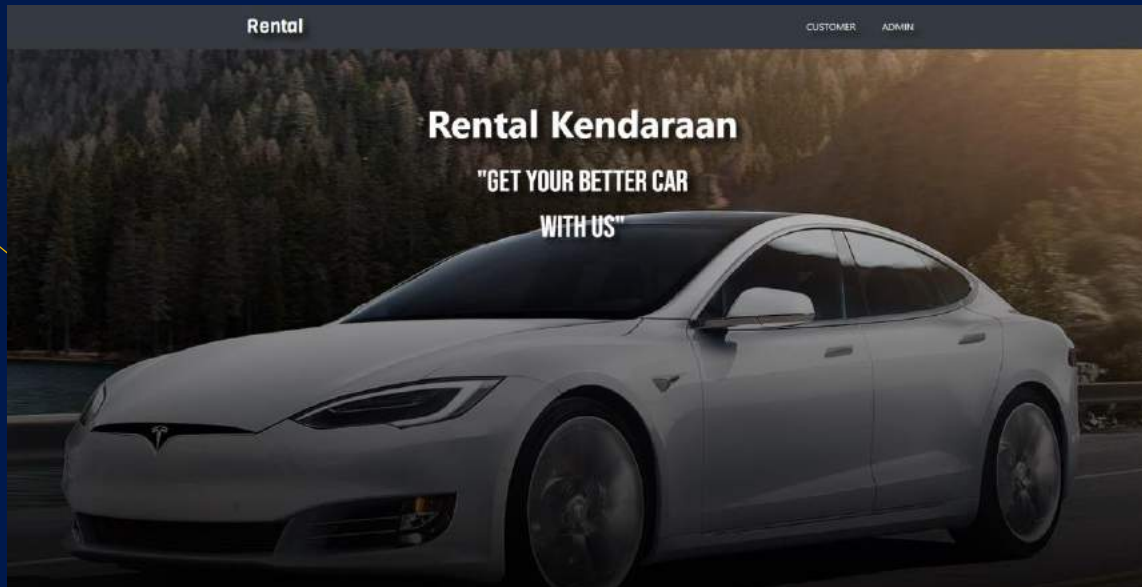 Rental
CUSTOMER ADMIN
Rental Kendaraan
"GET YOUR BETTER CAR
WITH US"